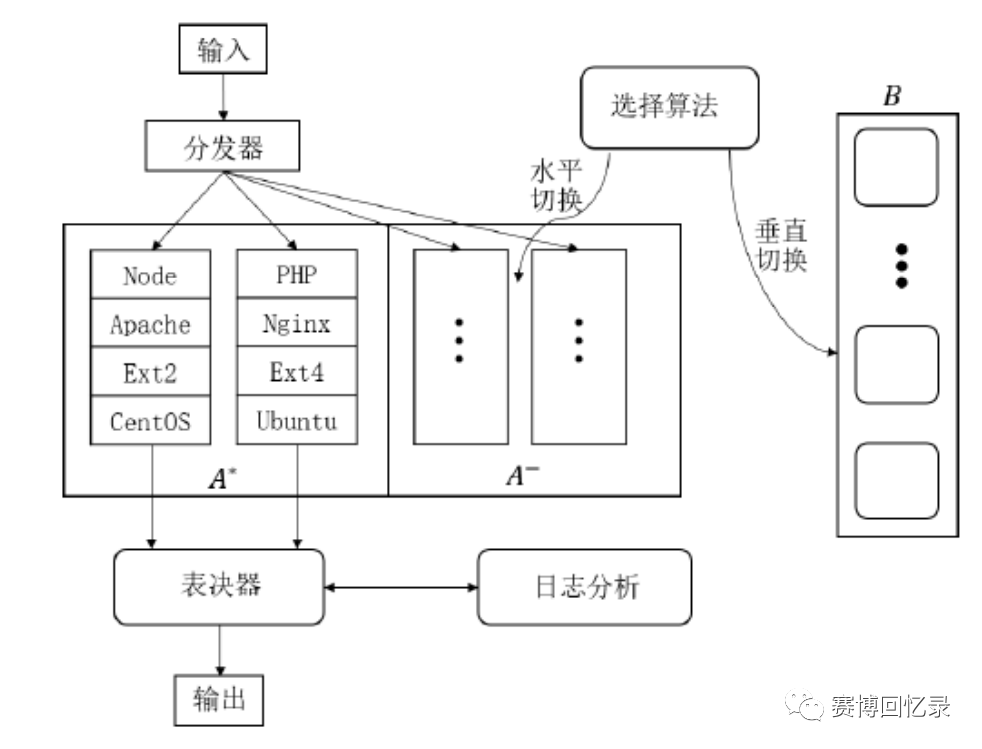 输入
分发器
选择算法
B
水平
切换
垂直
切换
Node
Apache
Ext2
CentOS
PHP
Nginx
Ext4
Ubuntu
A*
A−
表决器
日志分析
输出
赛博回忆录